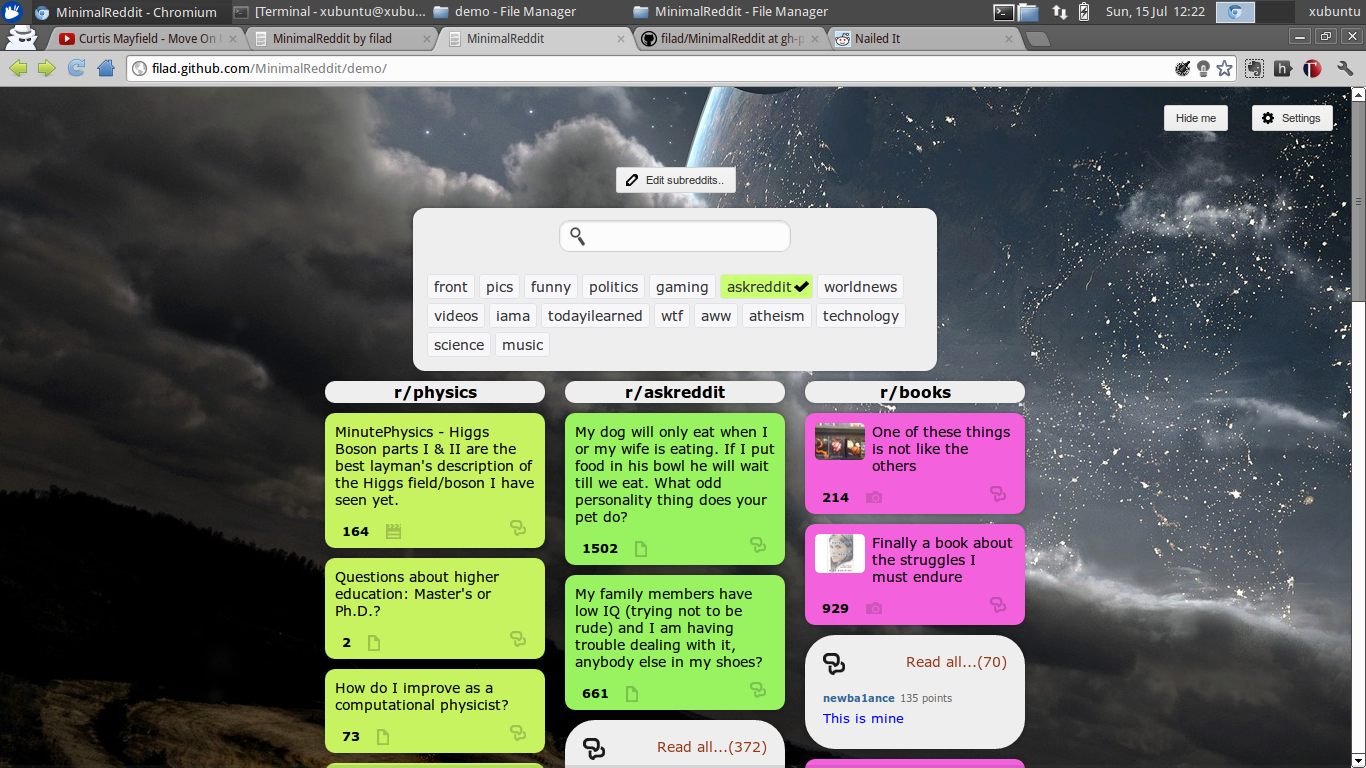 MinimalReddit - Chromium
[Terminal - xubuntu@xubu...
demo - File Manager
MinimalReddit - File Manager
Sun, 15 Jul 12:22
xubuntu
Curtis Mayfield - Move On
MinimalReddit by filad
MinimalReddit
filad/MinimalReddit at gh-p
Nailed It
filad.github.com/MinimalReddit/demo/
Hide me
Settings
Edit subreddits..
front pics funny politics gaming askreddit worldnews
videos iama todayilearned wtf aww atheism technology
science music
r/physics
MinutePhysics - Higgs
Boson parts I & II are the
best layman's description of
the Higgs field/boson I have
seen yet.
164
Questions about higher
education: Master's or
Ph.D.?
2
How do I improve as a
computational physicist?
73
r/askreddit
My dog will only eat when I
or my wife is eating. If I put
food in his bowl he will wait
till we eat. What odd
personality thing does your
pet do?
1502
My family members have
low IQ (trying not to be
rude) and I am having
trouble dealing with it,
anybody else in my shoes?
661
Read all...(372)
r/books
One of these things
is not like the
others
214
Finally a book about
the struggles I
must endure
929
Read all...(70)
newba1ance 135 points
This is mine